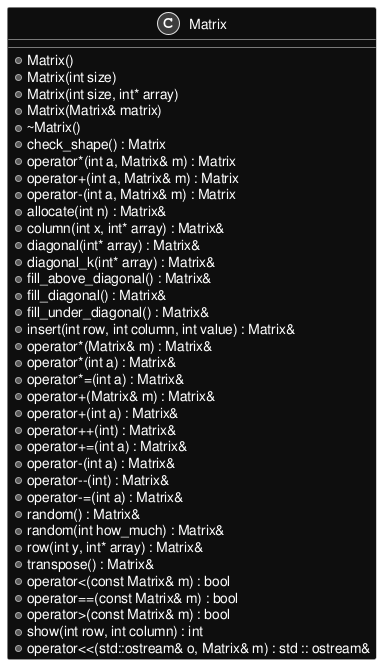 C Matrix
Matrix()
Matrix(int size)
Matrix(int size, int* array)
Matrix(Matrix& matrix)
~Matrix()
check_shape() : Matrix
operator*(int a, Matrix& m) : Matrix
operator+(int a, Matrix& m) : Matrix
operator-(int a, Matrix& m) : Matrix
allocate(int n) : Matrix&
column(int x, int* array) : Matrix&
diagonal(int* array) : Matrix&
diagonal_k(int* array) : Matrix&
fill_above_diagonal() : Matrix&
fill_diagonal() : Matrix&
fill_under_diagonal() : Matrix&
insert(int row, int column, int value) : Matrix&
operator*(Matrix& m) : Matrix&
operator*(int a) : Matrix&
operator*=(int a) : Matrix&
operator+(Matrix& m) : Matrix&
operator+(int a) : Matrix&
operator++(int) : Matrix&
operator+=(int a) : Matrix&
operator-(int a) : Matrix&
operator--(int) : Matrix&
operator-=(int a) : Matrix&
random() : Matrix&
random(int how_much) : Matrix&
row(int y, int* array) : Matrix&
transpose() : Matrix&
operator<(const Matrix& m) : bool
operator==(const Matrix& m) : bool
operator>(const Matrix& m) : bool
show(int row, int column) : int
operator<<(std::ostream& o, Matrix& m) : std :: ostream&